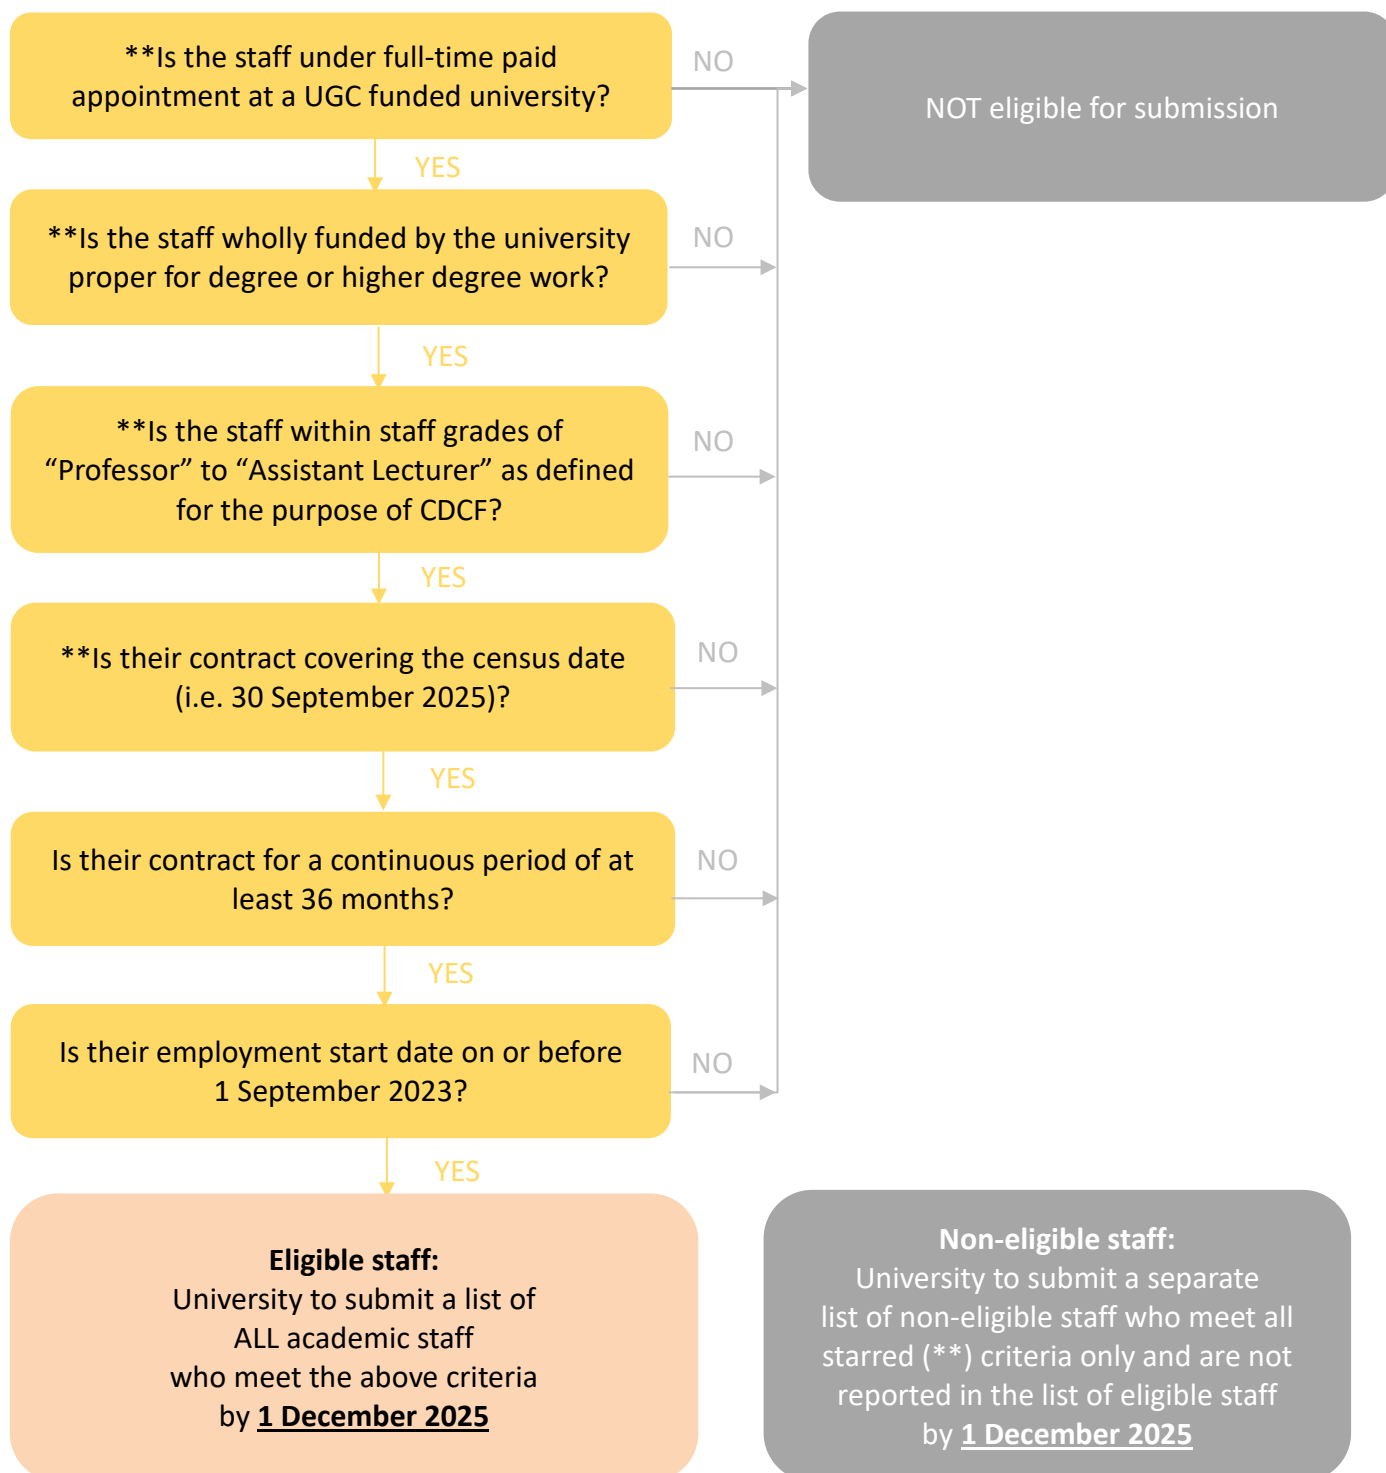 **Is the staff under full-time paid
appointment at a UGC funded university?
NO
NOT eligible for submission
YES
**Is the staff wholly funded by the university
proper for degree or higher degree work?
NO
YES
**Is the staff within staff grades of
“Professor” to “Assistant Lecturer” as defined
for the purpose of CDCF?
NO
YES
**Is their contract covering the census date
(i.e. 30 September 2025)?
NO
YES
Is their contract for a continuous period of at
least 36 months?
NO
YES
Is their employment start date on or before
1 September 2023?
NO
YES
Eligible staff:
University to submit a list of
ALL academic staff
who meet the above criteria
by 1 December 2025
Non-eligible staff:
University to submit a separate
list of non-eligible staff who meet all
starred (**) criteria only and are not
reported in the list of eligible staff
by 1 December 2025